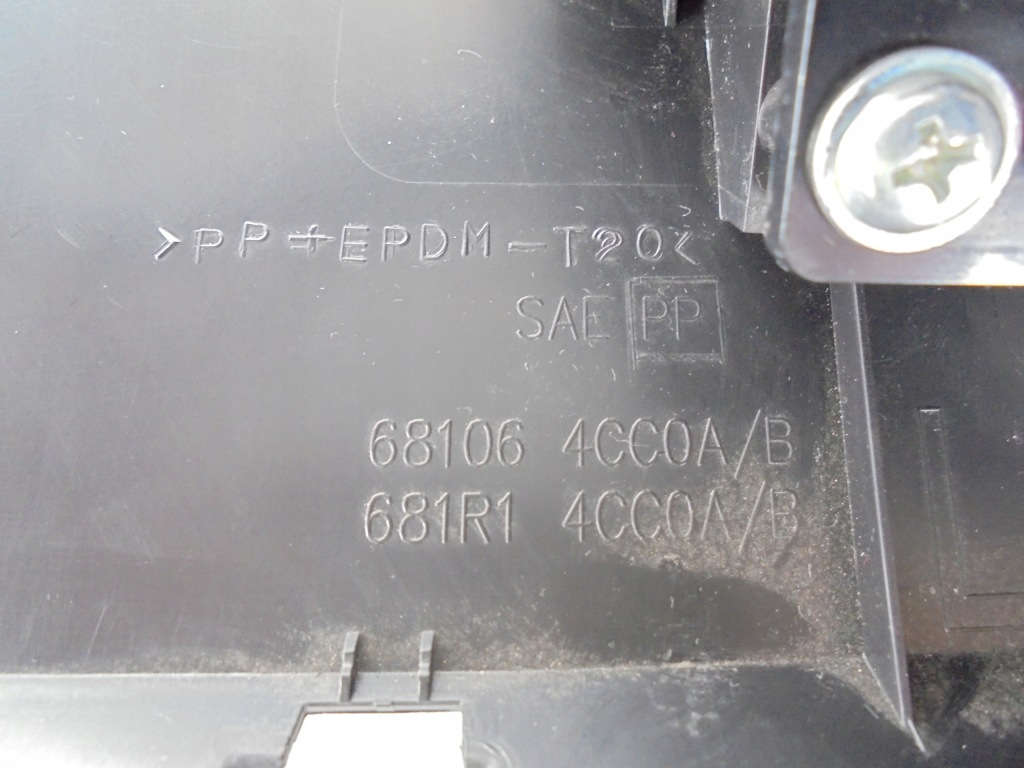 >PP+EPDM-T20<
SAE PP
68106 4CC0A/B
681R1 4CC0A/B